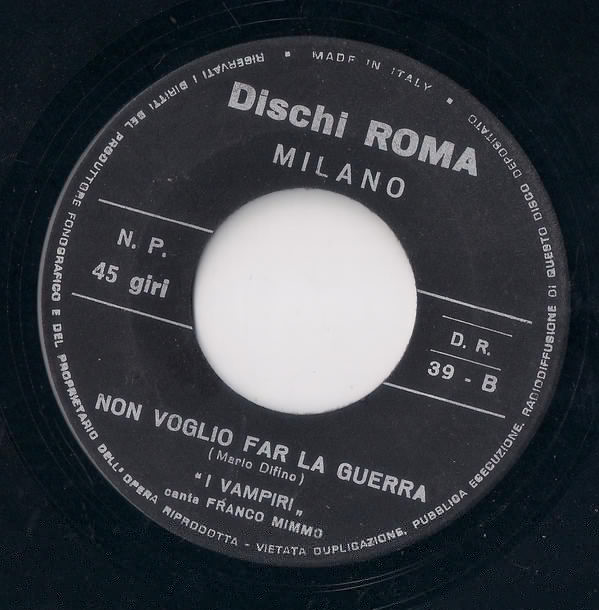 MADE IN ITALY
Dischi ROMA
MILANO
N. P.
45 giri
D. R.
39 - B
NON VOGLIO FAR LA GUERRA
(Mario Difino)
"I VAMPIRI„
canta FRANCO MIMMO
RISERVATI I DIRITTI DEL PRODUTTORE FONOGRAFICO E DEL PROPRIETARIO DELL'OPERA RIPRODOTTA - VIETATA DUPLICAZIONE, PUBBLICA ESECUZIONE, RADIODIFFUSIONE DI QUESTO DISCO DEPOSITATO